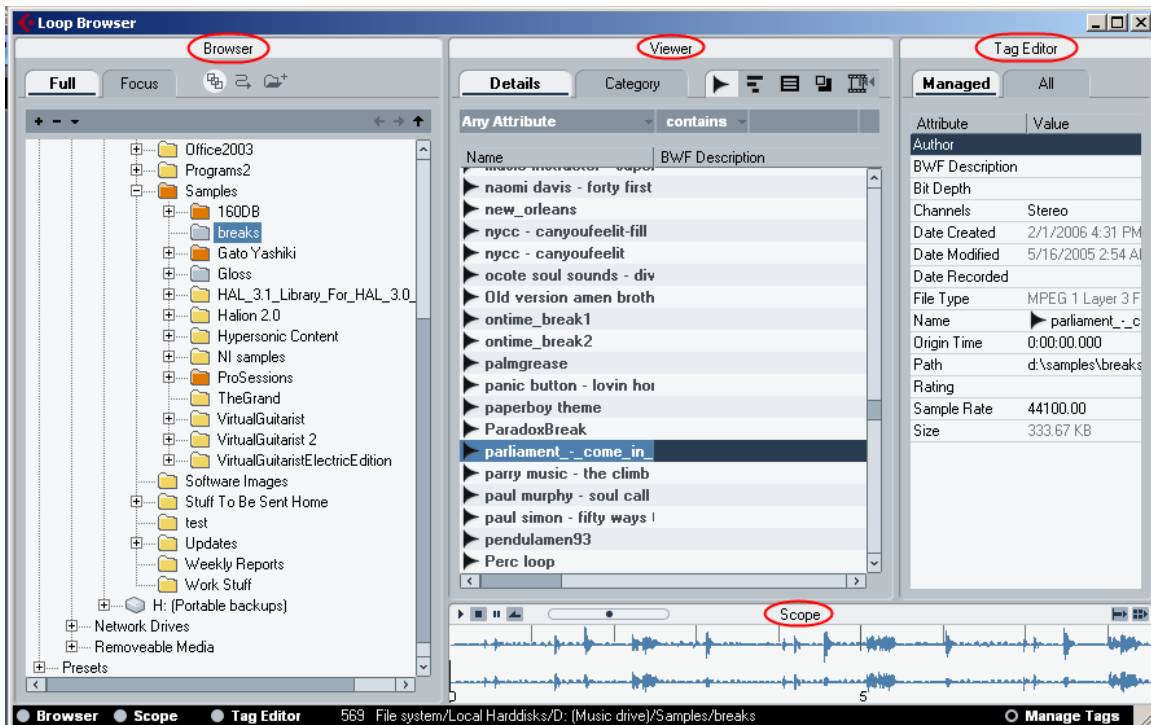 Loop Browser
Browser
Full
Focus
Office2003
Programs2
Samples
160DB
breaks
Gato Yashiki
Gloss
HAL_3.1_Library_For_HAL_3.0_
Halion 2.0
Hypersonic Content
NI samples
ProSessions
TheGrand
VirtualGuitarist
VirtualGuitarist 2
VirtualGuitaristElectricEdition
Software Images
Stuff To Be Sent Home
test
Updates
Weekly Reports
Work Stuff
H: (Portable backups)
Network Drives
Removeable Media
Presets
Viewer
Details
Category
Any Attribute contains
Name BWF Description
naomi davis - forty first
new_orleans
nycc - canyoufeelit-fill
nycc - canyoufeelit
ocote soul sounds - div
Old version amen broth
ontime_break1
ontime_break2
palmgrease
panic button - lovin
paperboy theme
ParadoxBreak
parliament_-_come_in_
parry music - the climb
paul murphy - soul call
paul simon - fifty ways
pendulamen93
Perc loop
Tag Editor
Managed
All
Attribute Value
Author
BWF Description
Bit Depth
Channels Stereo
Date Created 2/1/2006 4:31 PM
Date Modified 5/16/2005 2:54
Date Recorded
File Type MPEG 1 Layer 3 F
Name parliament_-_c
Origin Time 0:00:00.000
Path d:\samples\breaks
Rating
Sample Rate 44100.00
Size 333.67 KB
Scope
0
5
Browser Scope Tag Editor 569 File system/Local Harddisks/D: (Music drive)/Samples/breaks Manage Tags